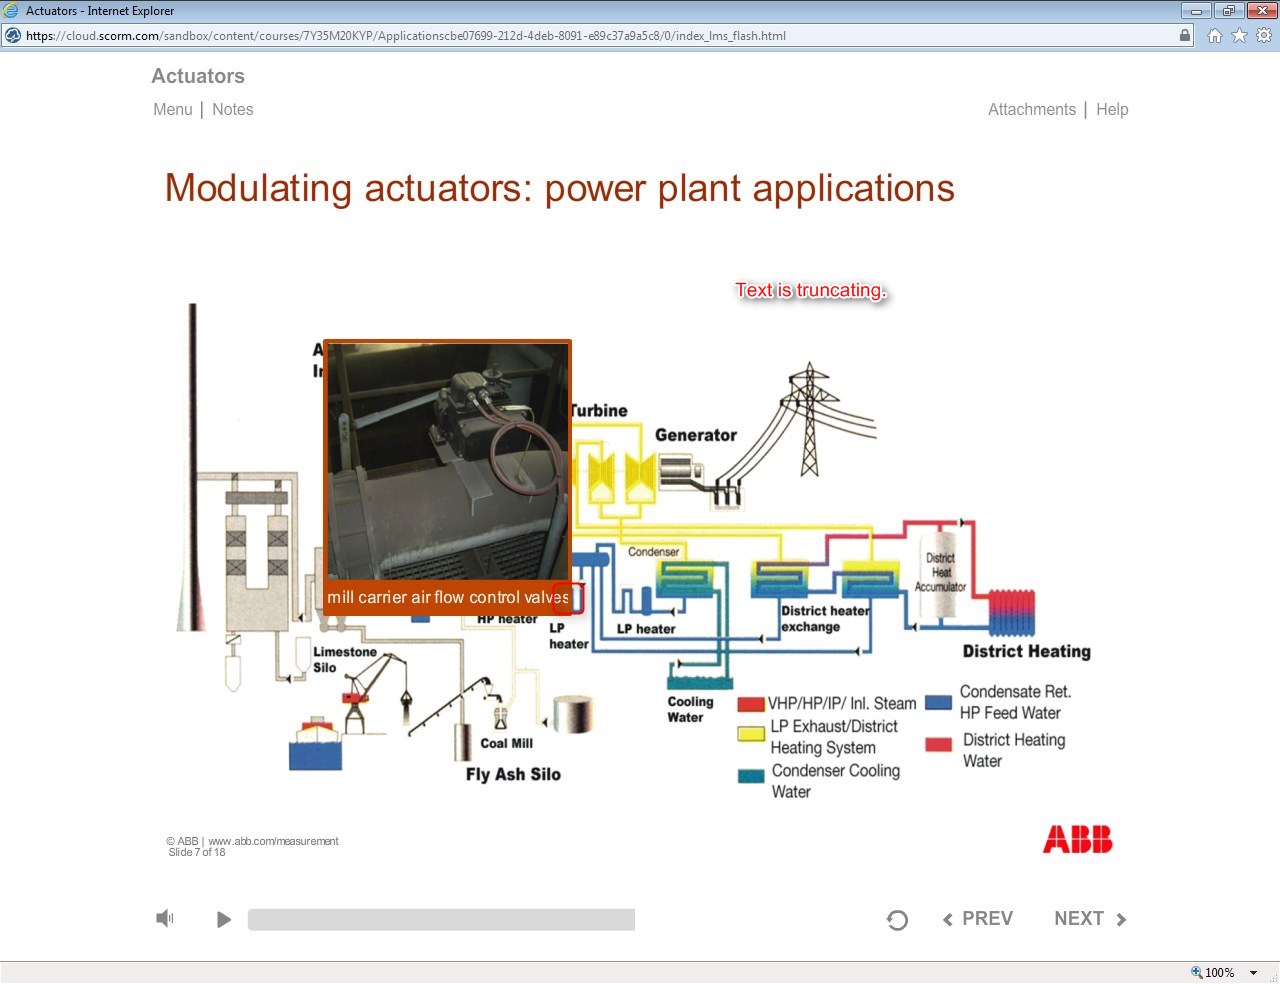 Actuators - Internet Explorer
https://cloud.scorm.com/sandbox/content/courses/7Y35M20KYP/Applicationscbe07699-212d-4deb-8091-e89c37a9a5c8/0/index_lms_flash.html
Actuators
Menu | Notes
Attachments | Help
Modulating actuators: power plant applications
Text is truncating.
Turbine
Generator
Condenser
District
Heat
Accumulator
mill carrier air flow control valves
HP heater
LP
heater
LP heater
District heater
exchange
District Heating
Limestone
Silo
Cooling
Water
Coal Mill
Fly Ash Silo
VHP/HP/IP/ Inl. Steam
LP Exhaust/District
Heating System
Condenser Cooling
Water
Condensate Ret.
HP Feed Water
District Heating
Water
© ABB | www.abb.com/measurement
Slide 7 of 18
ABB
PREV
NEXT
100%